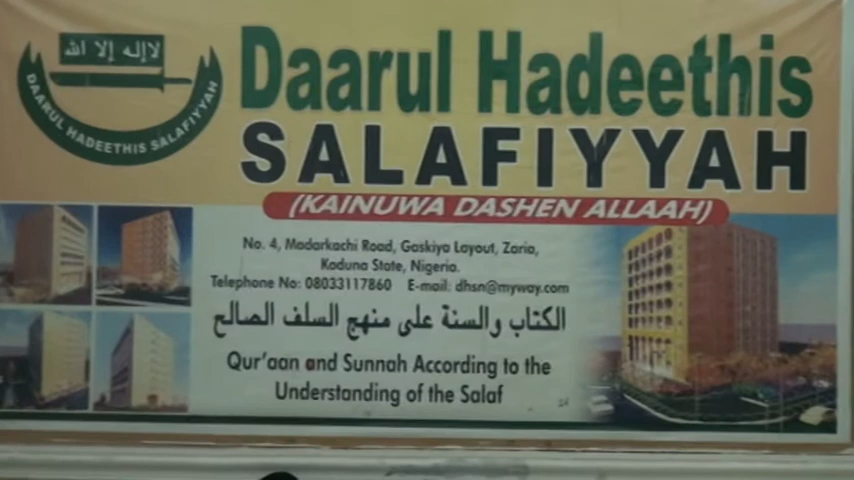 لا إله إلا الله
DAARUL HADEETHIS SALAFIYYAH
Daarul Hadeethis
SALAFIYYAH
(KAINUWA DASHEN ALLAAH)
No. 4, Madarkachi Road, Gaskiya Layout, Zaria,
Kaduna State, Nigeria.
Telephone No: 08033117860 E-mail: dhsn@myway.com
الكتاب والسنة على منهج السلف الصالح
Qur'aan and Sunnah According to the
Understanding of the Salaf